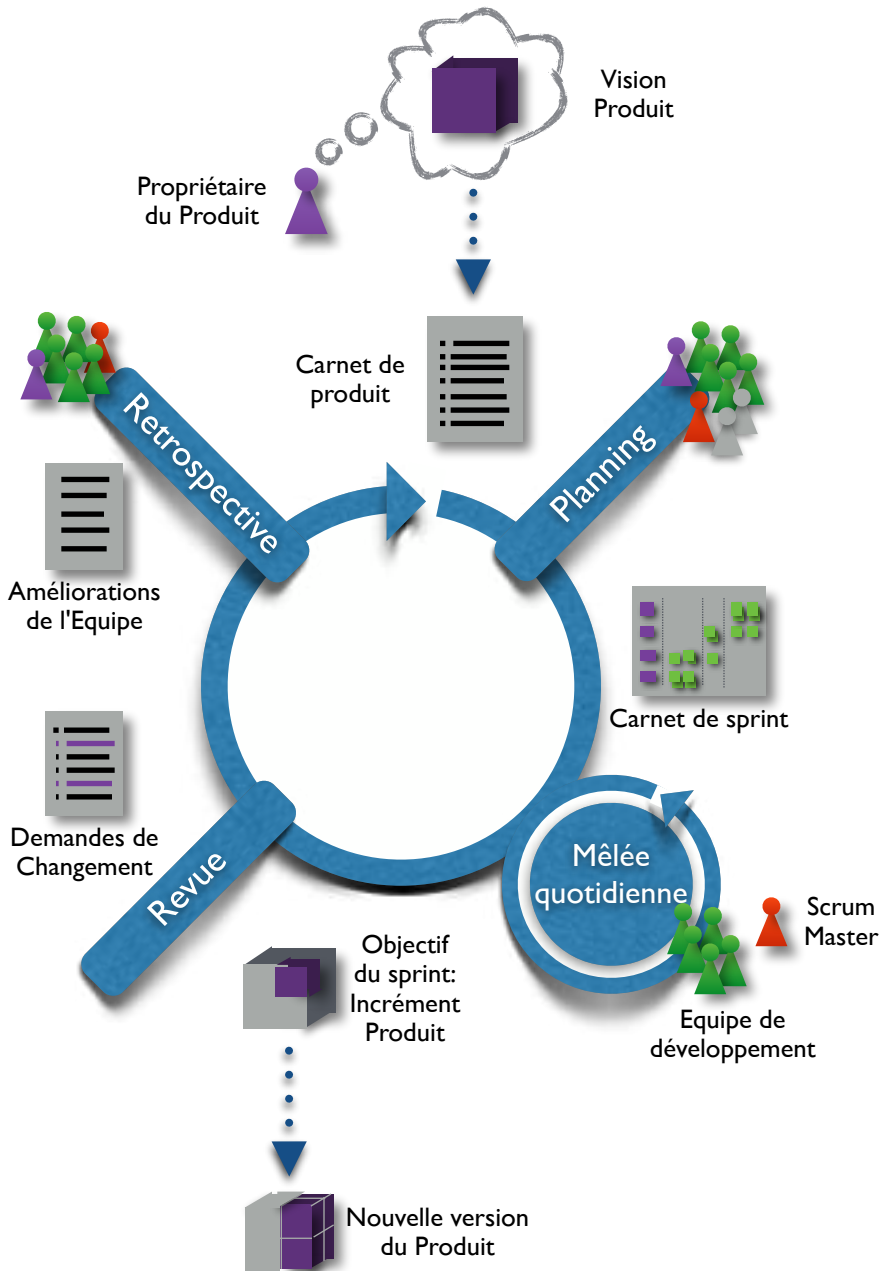 Vision
Produit
Propriétaire
du Produit
Carnet de
produit
Retrospective
Planning
Améliorations
de l'Equipe
Carnet de sprint
Demandes de
Changement
Revue
Mêlée
quotidienne
Scrum
Master
Equipe de
développement
Objectif
du sprint:
Incrément
Produit
Nouvelle version
du Produit